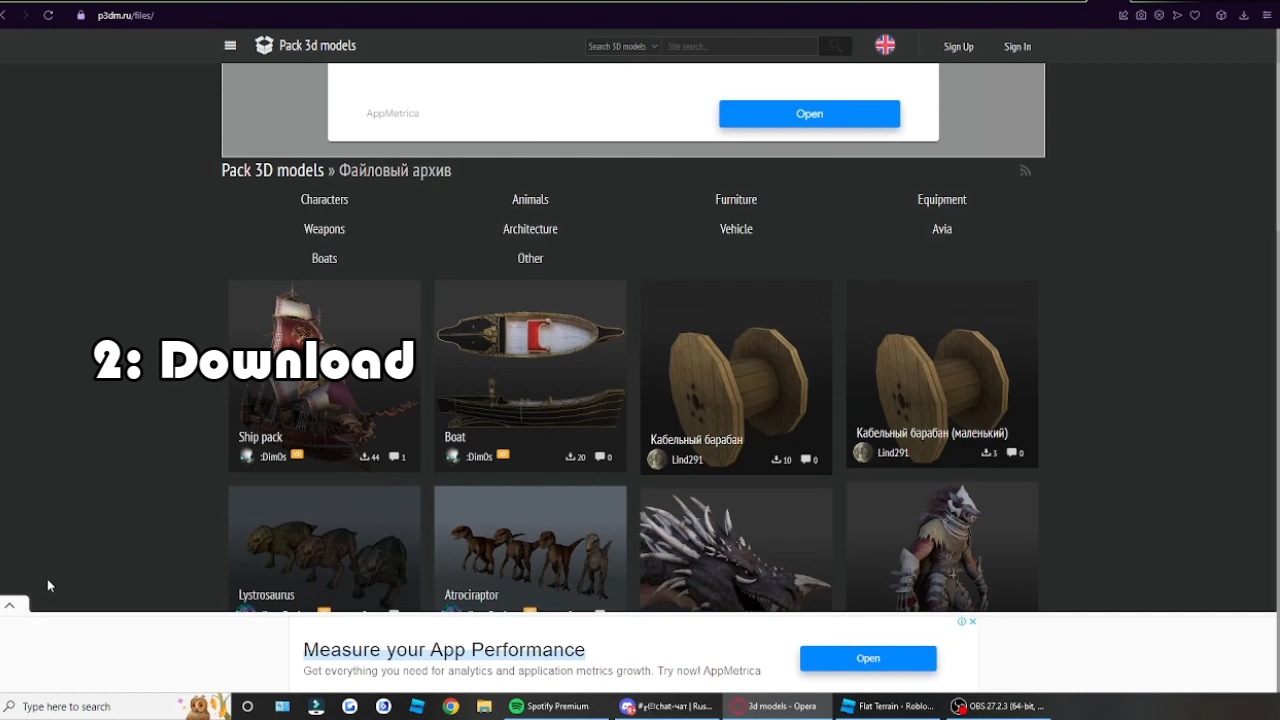 p3dm.ru/files/
Pack 3d models
Search 3D models
Site search...
Sign Up
Sign In
AppMetrica
Open
Pack 3D models » Файловый архив
Characters
Animals
Furniture
Equipment
Weapons
Architecture
Vehicle
Avia
Boats
Other
2: Download
Ship pack
:Dim0s
44
1
Boat
:Dim0s
20
0
Кабельный барабан
Lind291
10
0
Кабельный барабан (маленький)
Lind291
3
0
Lystrosaurus
Atrociraptor
Measure your App Performance
Get everything you need for analytics and application metrics growth. Try now! AppMetrica
Open
Type here to search
Spotify Premium
chat-чат | Rus...
3d models - Opera
Flat Terrain - Roblo...
OBS 27.2.3 (64-bit, ...